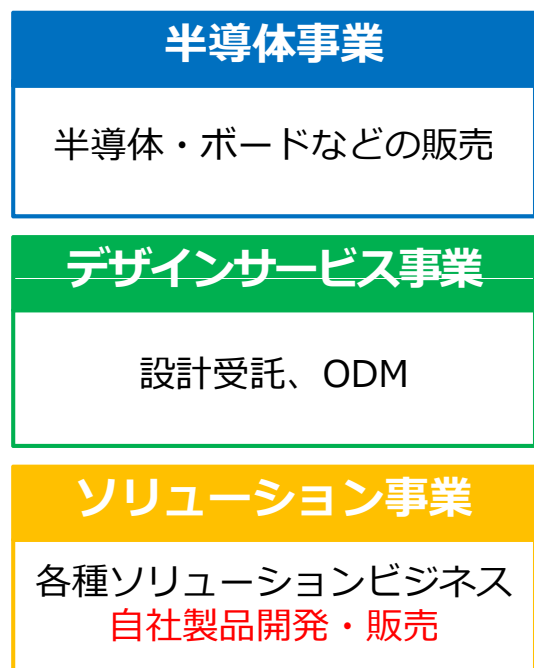 半導体事業
半導体・ボードなどの販売
デザインサービス事業
設計受託、ODM
ソリューション事業
各種ソリューションビジネス
自社製品開発・販売